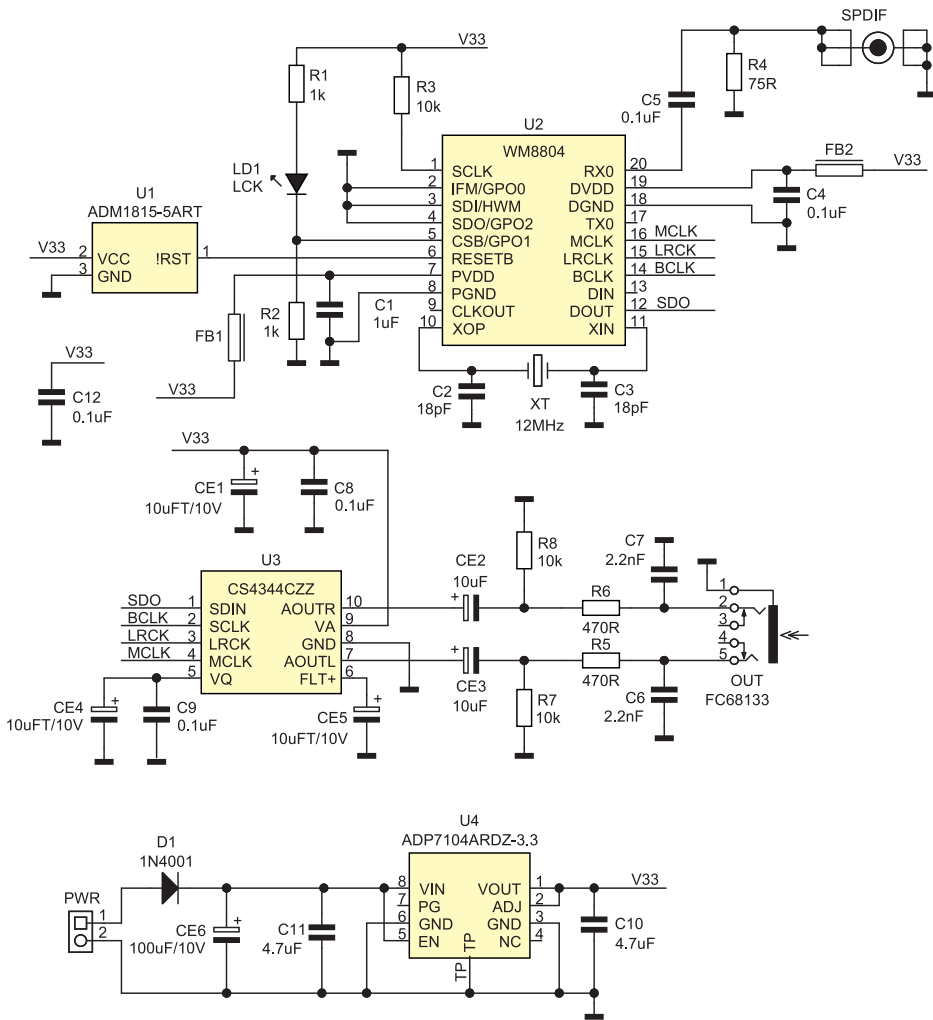 SPDIF
V33
R1
1k
R3
10k
R4
75R
C5
0.1uF
U2
WM8804
1 SCLK RX0 20
2 IFM/GPO0 DVDD 19
3 SDI/HWM DGND 18
4 SDO/GPO2 TX0 17
5 CSB/GPO1 MCLK 16 MCLK
6 RESETB LRCLK 15 LRCK
7 PVDD BCLK 14 BCLK
8 PGND DIN 13
9 CLKOUT DOUT 12 SDO
10 XOP XIN 11
FB2
V33
C4
0.1uF
LD1
LCK
U1
ADM1815-5ART
V33 2 VCC !RST 1
3 GND
FB1
R2
1k
C1
1uF
V33
V33
C12
0.1uF
C2
18pF
XT
12MHz
C3
18pF
V33
CE1
10uFT/10V
C8
0.1uF
U3
CS4344CZZ
SDO 1 SDIN AOUTR 10
BCLK 2 SCLK VA 9
LRCK 3 LRCK GND 8
MCLK 4 MCLK AOUTL 7
5 VQ FLT+ 6
CE4
10uFT/10V
C9
0.1uF
CE5
10uFT/10V
CE2
10uF
R8
10k
C7
2.2nF
R6
470R
CE3
10uF
R7
10k
R5
470R
C6
2.2nF
1
2
3
4
5
OUT
FC68133
U4
ADP7104ARDZ-3.3
8 VIN VOUT 1
7 PG ADJ 2
6 GND GND 3
5 EN NC 4
TP
TP
V33
D1
1N4001
PWR
1
2
CE6
100uF/10V
C11
4.7uF
C10
4.7uF
+
+
+
+
+
+